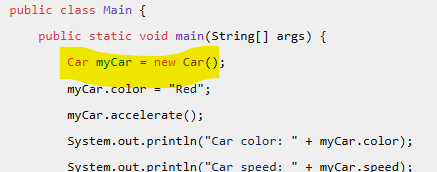 public class Main {
public static void main(String[] args) {
Car myCar = new Car();
myCar.color = "Red";
myCar.accelerate();
System.out.println("Car color: " + myCar.color);
System.out.println("Car speed: " + myCar.speed);